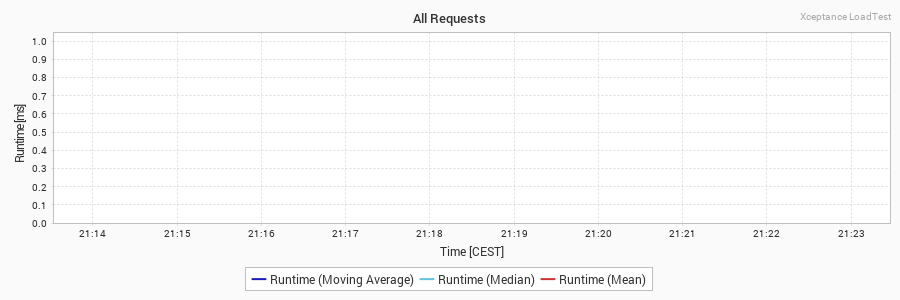 All Requests
Xceptance LoadTest
Runtime [ms]
1.0
0.9
0.8
0.7
0.6
0.5
0.4
0.3
0.2
0.1
0.0
21:14 21:15 21:16 21:17 21:18 21:19 21:20 21:21 21:22 21:23
Time [CEST]
Runtime (Moving Average) Runtime (Median) Runtime (Mean)